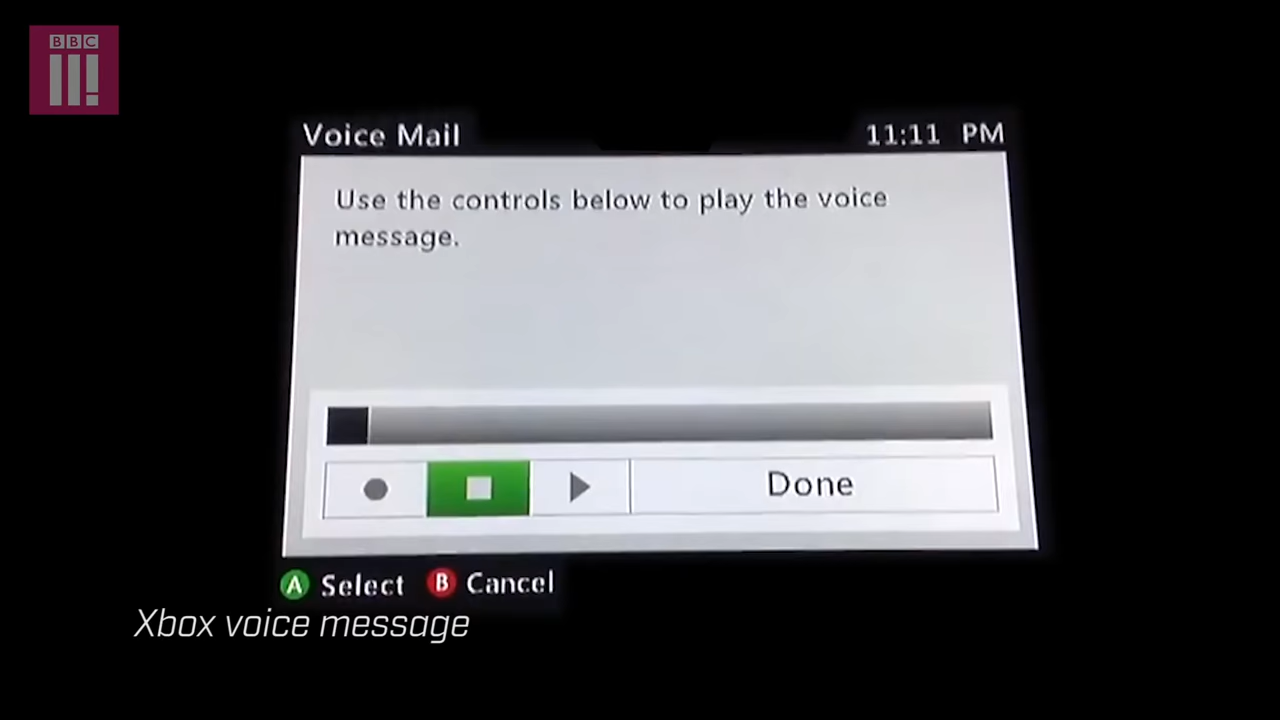 BBC
Voice Mail 11:11 PM
Use the controls below to play the voice
message.
Done
A Select B Cancel
Xbox voice message